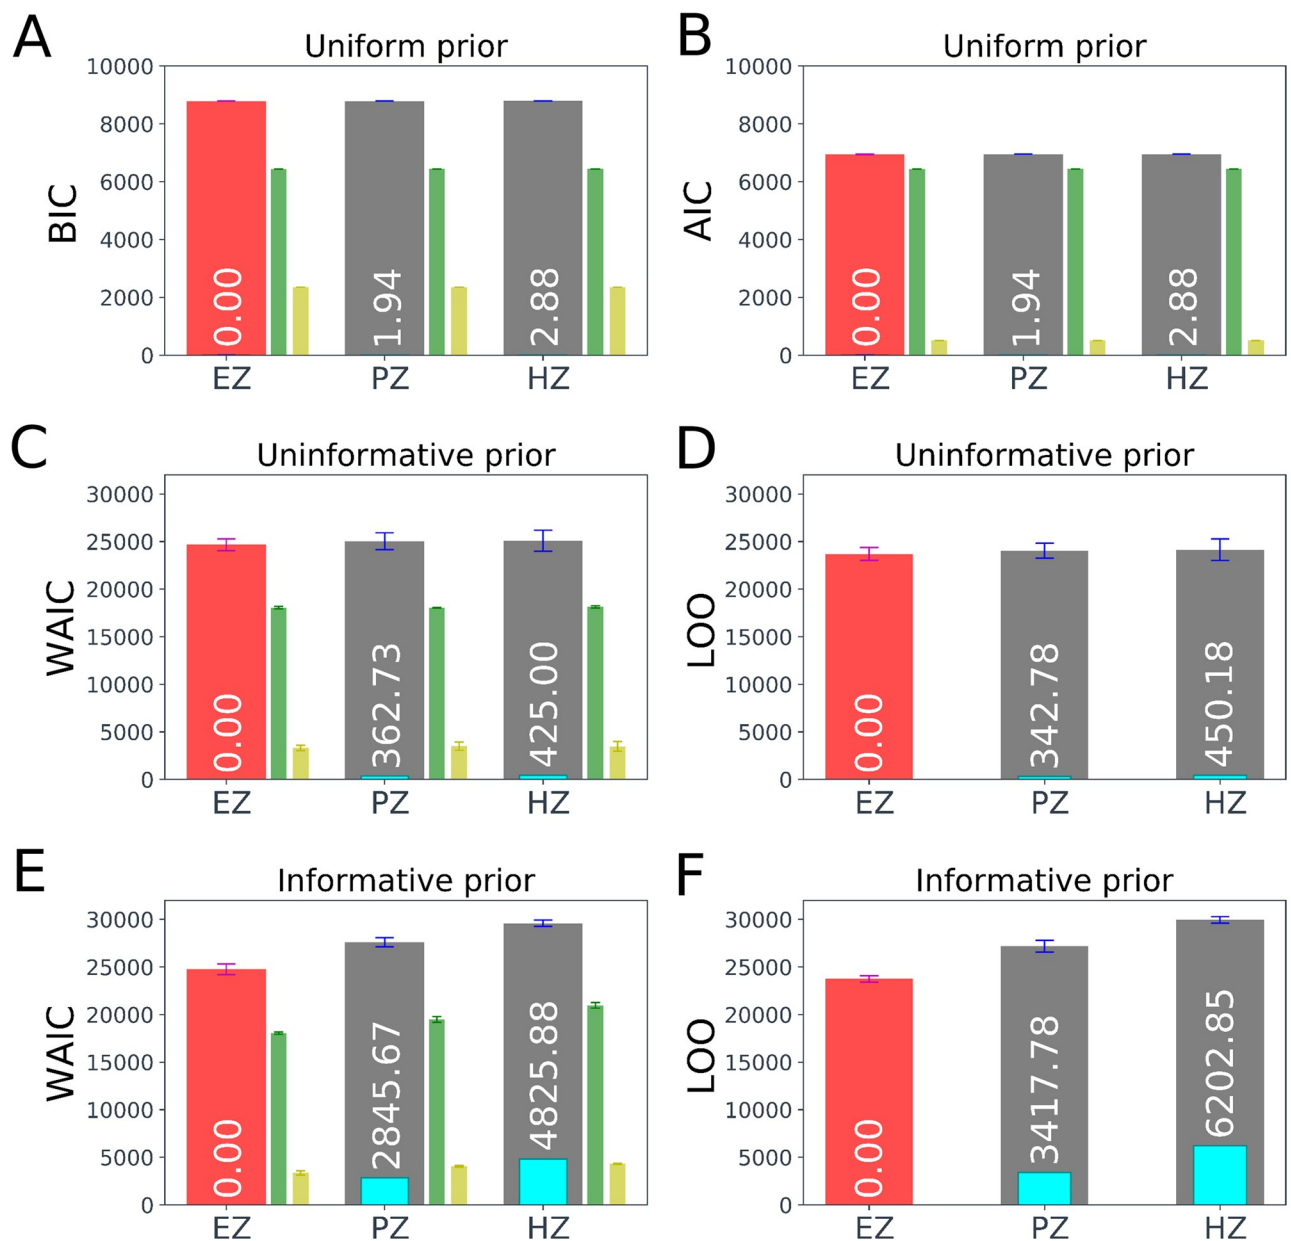 A
Uniform prior
BIC
10000
8000
6000
4000
2000
0
0.00
1.94
2.88
EZ
PZ
HZ
B
Uniform prior
AIC
10000
8000
6000
4000
2000
0
0.00
1.94
2.88
EZ
PZ
HZ
C
Uninformative prior
WAIC
30000
25000
20000
15000
10000
5000
0
0.00
362.73
425.00
EZ
PZ
HZ
D
Uninformative prior
LOO
30000
25000
20000
15000
10000
5000
0
0.00
342.78
450.18
EZ
PZ
HZ
E
Informative prior
WAIC
30000
25000
20000
15000
10000
5000
0
0.00
2845.67
4825.88
EZ
PZ
HZ
F
Informative prior
LOO
30000
25000
20000
15000
10000
5000
0
0.00
3417.78
6202.85
EZ
PZ
HZ